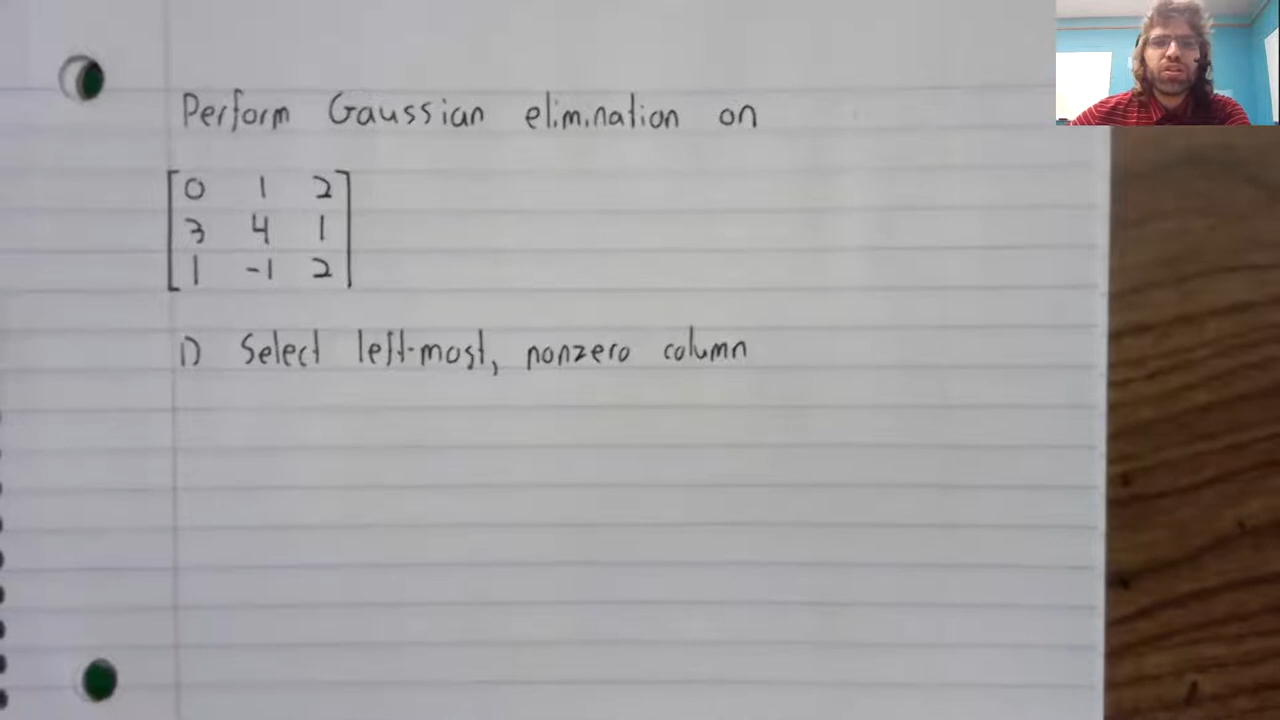 Perform Gaussian elimination on
0 1 2
3 4 1
1 -1 2
1) Select left-most, nonzero column